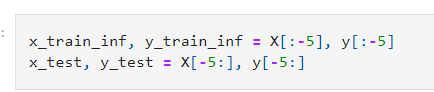 x_train_inf, y_train_inf = X[:-5], y[:-5]
x_test, y_test = X[-5:], y[-5:]